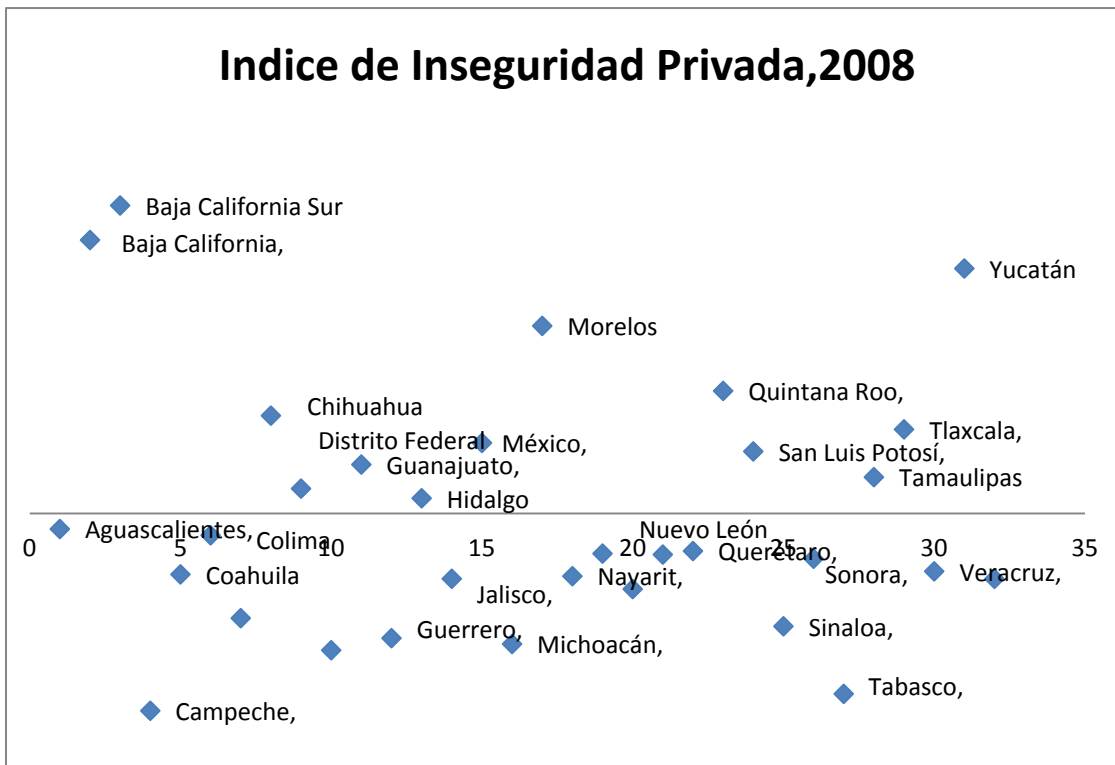 Indice de Inseguridad Privada,2008
Baja California Sur
Baja California,
Yucatán
Morelos
Quintana Roo,
Chihuahua
Tlaxcala,
Distrito Federal
México,
San Luis Potosí,
Guanajuato,
Tamaulipas
Hidalgo
Aguascalientes,
Nuevo León
Colima
Querétaro,
0 5 10 15 20 25 30 35
Coahuila
Nayarit,
Sonora,
Veracruz,
Jalisco,
Guerrero,
Sinaloa,
Michoacán,
Tabasco,
Campeche,